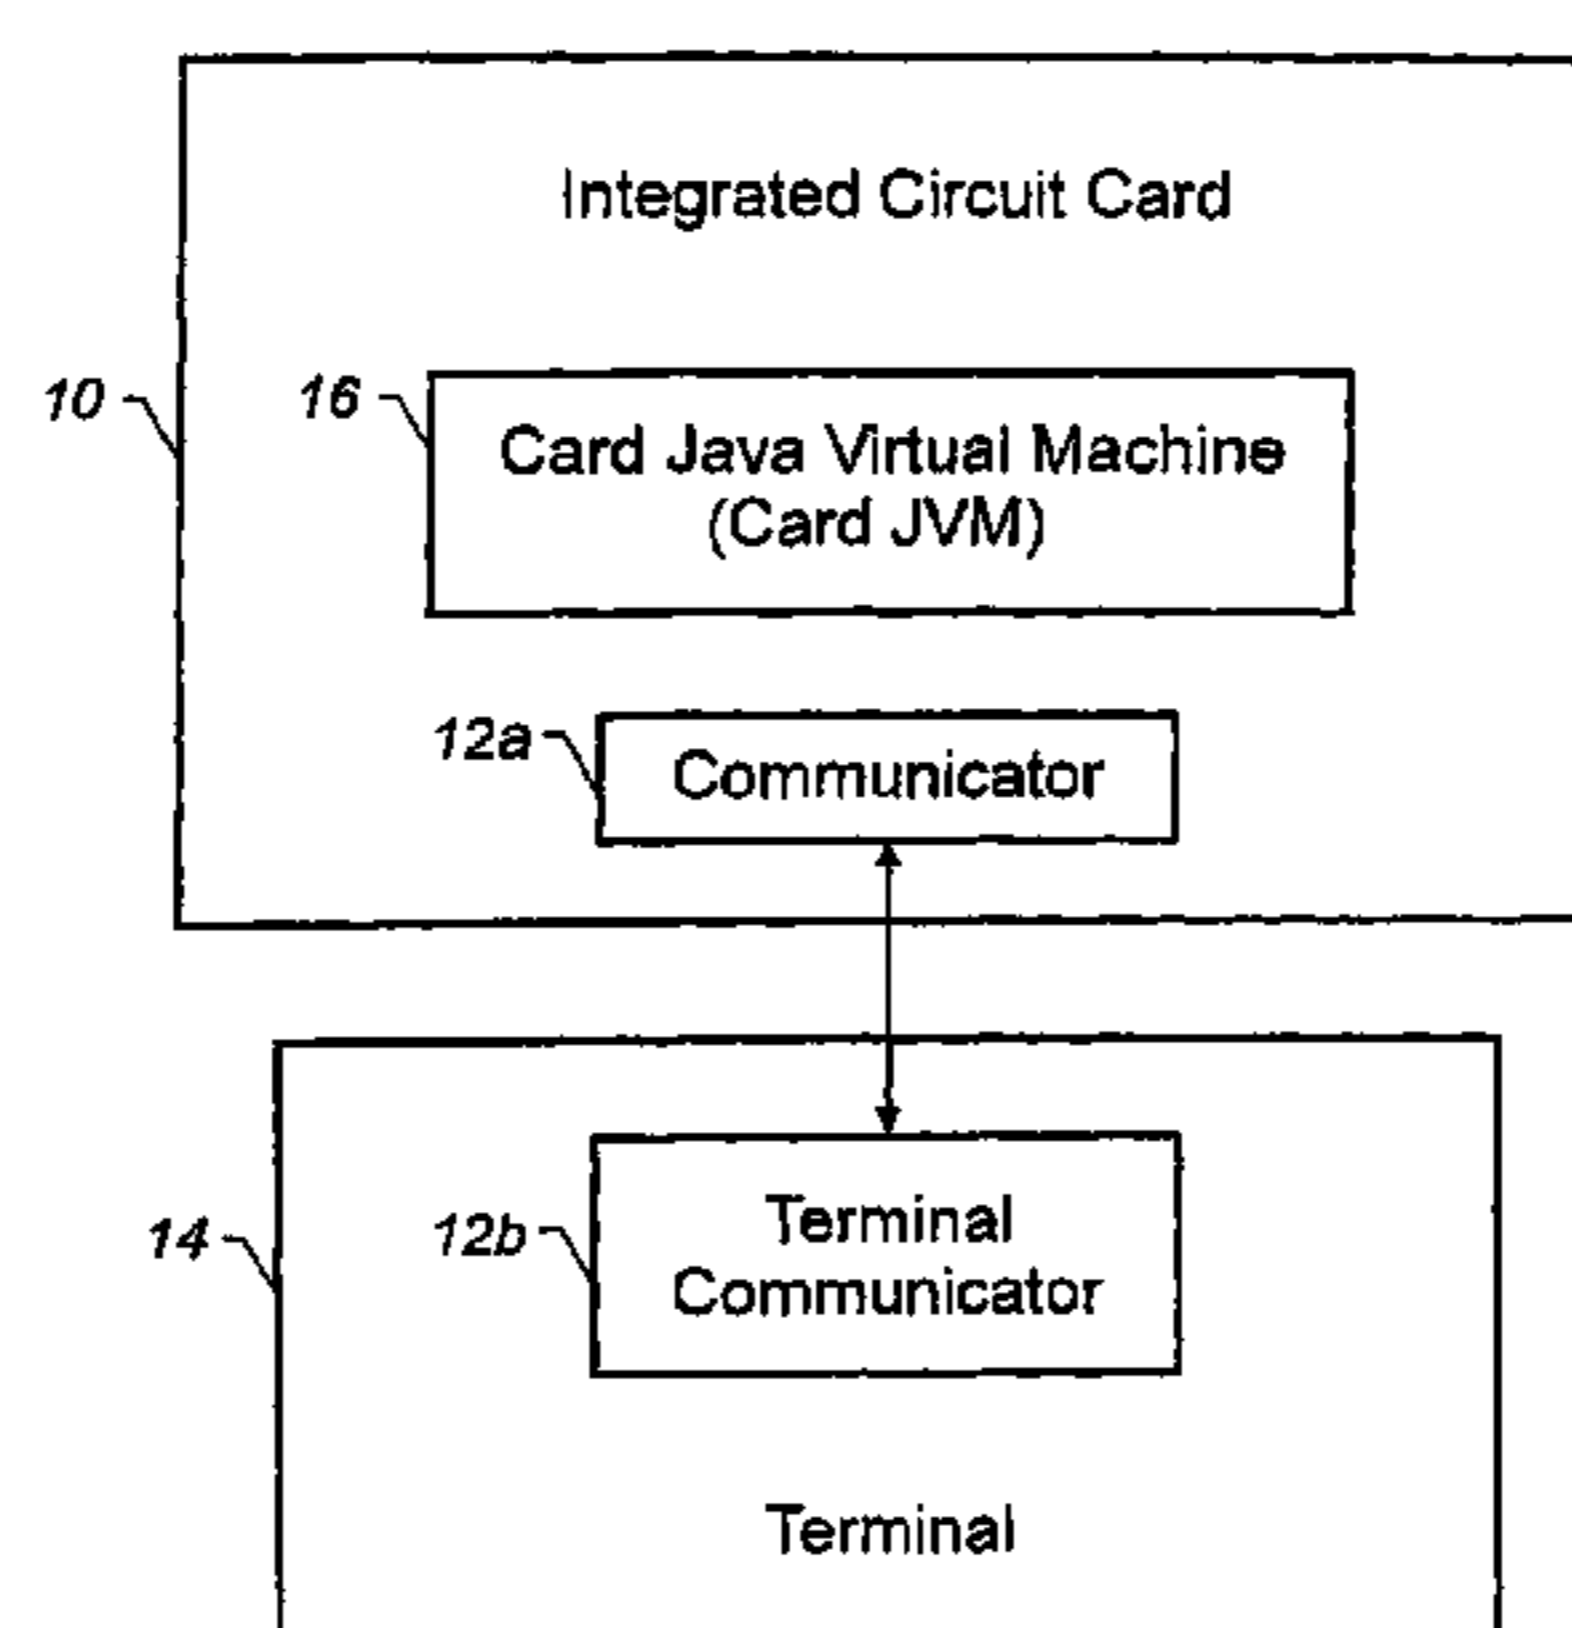 Integrated Circuit Card
10
16
Card Java Virtual Machine
(Card JVM)
12a
Communicator
14
12b
Terminal
Communicator
Terminal